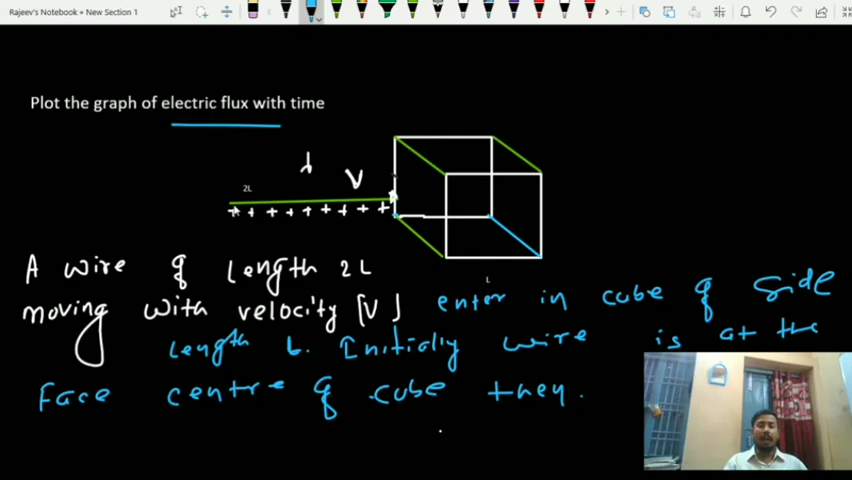 Rajeev's Notebook » New Section 1
Plot the graph of electric flux with time
λ
V
2L
+ + + + + + + + +
L
A wire of Length 2L
moving with velocity [V] enter in cube of side
length L. Initially wire is at the
Face centre of cube they.